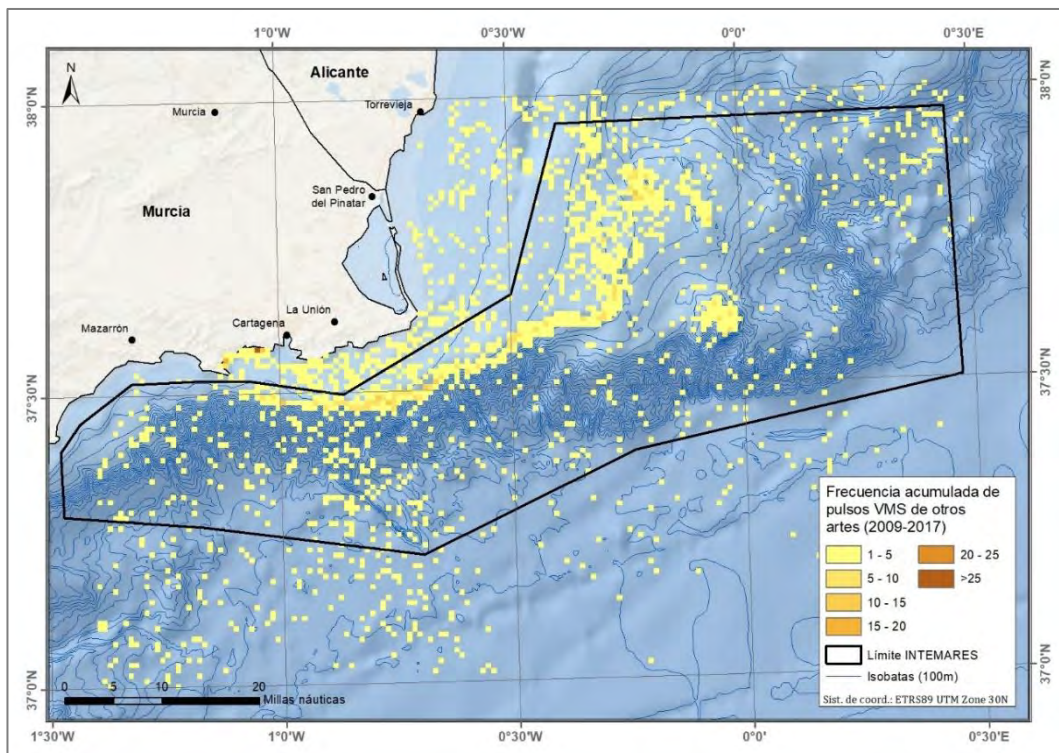 1°0'W
0°30'W
0°0'
0°30'E
N
Alicante
Murcia
Torrevieja
38°0'N
38°0'N
San Pedro
del Pinatar
Murcia
La Unión
Cartagena
Mazarrón
37°30'N
37°30'N
Frecuencia acumulada de
pulsos VMS de otros
artes (2009-2017)
1 - 5
20 - 25
5 - 10
>25
10 - 15
15 - 20
Límite INTEMARES
Isobatas (100m)
Sist. de coord.: ETRS89 UTM Zone 30N
37°0'N
37°0'N
0 5 10 20
Millas náuticas
1°30'W
1°0'W
0°30'W
0°0'
0°30'E